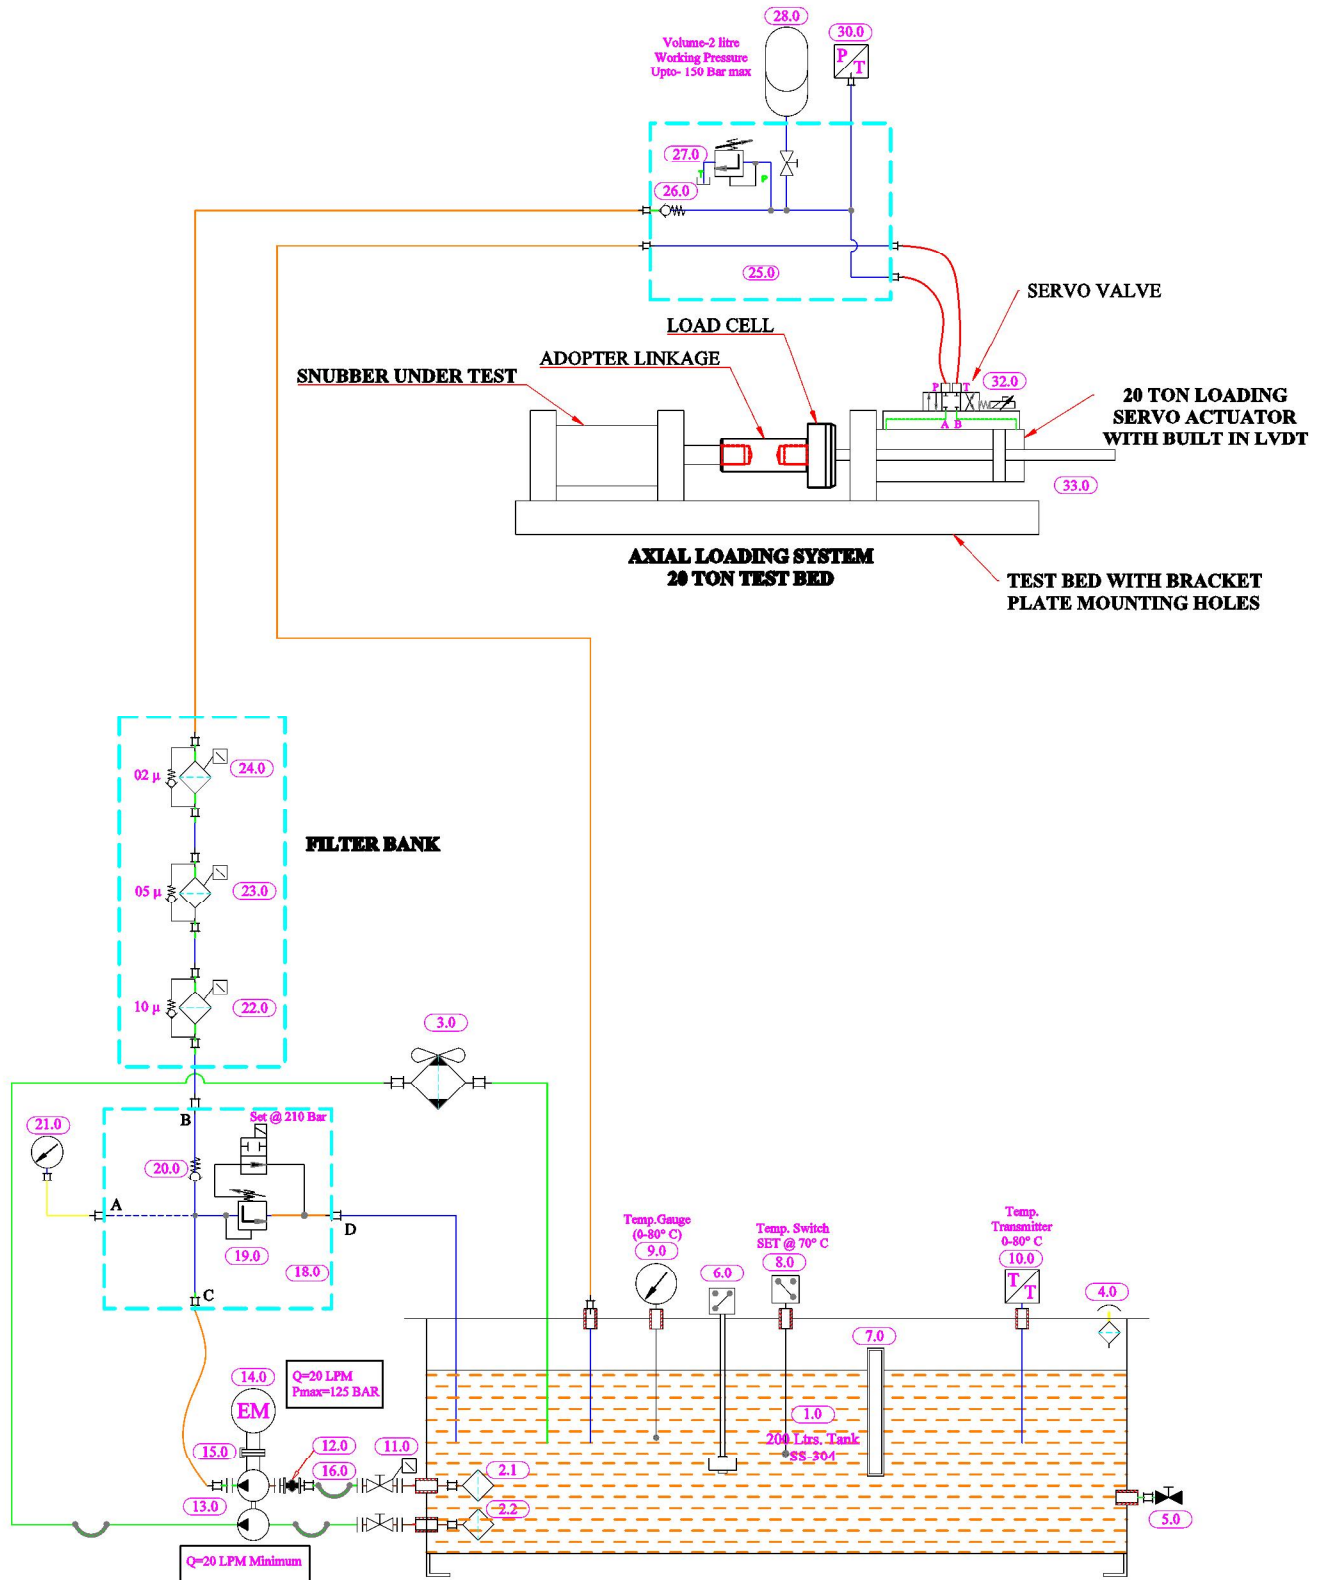 28.0
30.0
Volume-2 litre
Working Pressure
Upto- 150 Bar max
P
T
27.0
T
P
26.0
25.0
SERVO VALVE
LOAD CELL
ADOPTER LINKAGE
SNUBBER UNDER TEST
P
T
32.0
A
B
20 TON LOADING
SERVO ACTUATOR
WITH BUILT IN LVDT
33.0
AXIAL LOADING SYSTEM
20 TON TEST BED
TEST BED WITH BRACKET
PLATE MOUNTING HOLES
02 µ
24.0
FILTER BANK
05 µ
23.0
10 µ
22.0
3.0
21.0
B
Set @ 210 Bar
20.0
A
D
19.0
18.0
C
Temp.Gauge
(0-80° C)
9.0
Temp. Switch
SET @ 70° C
8.0
Temp.
Transmitter
0-80° C
10.0
T
T
6.0
4.0
7.0
14.0
Q=20 LPM
Pmax=125 BAR
EM
1.0
200 Ltrs. Tank
SS-304
15.0
12.0
11.0
16.0
2.1
13.0
2.2
5.0
Q=20 LPM Minimum